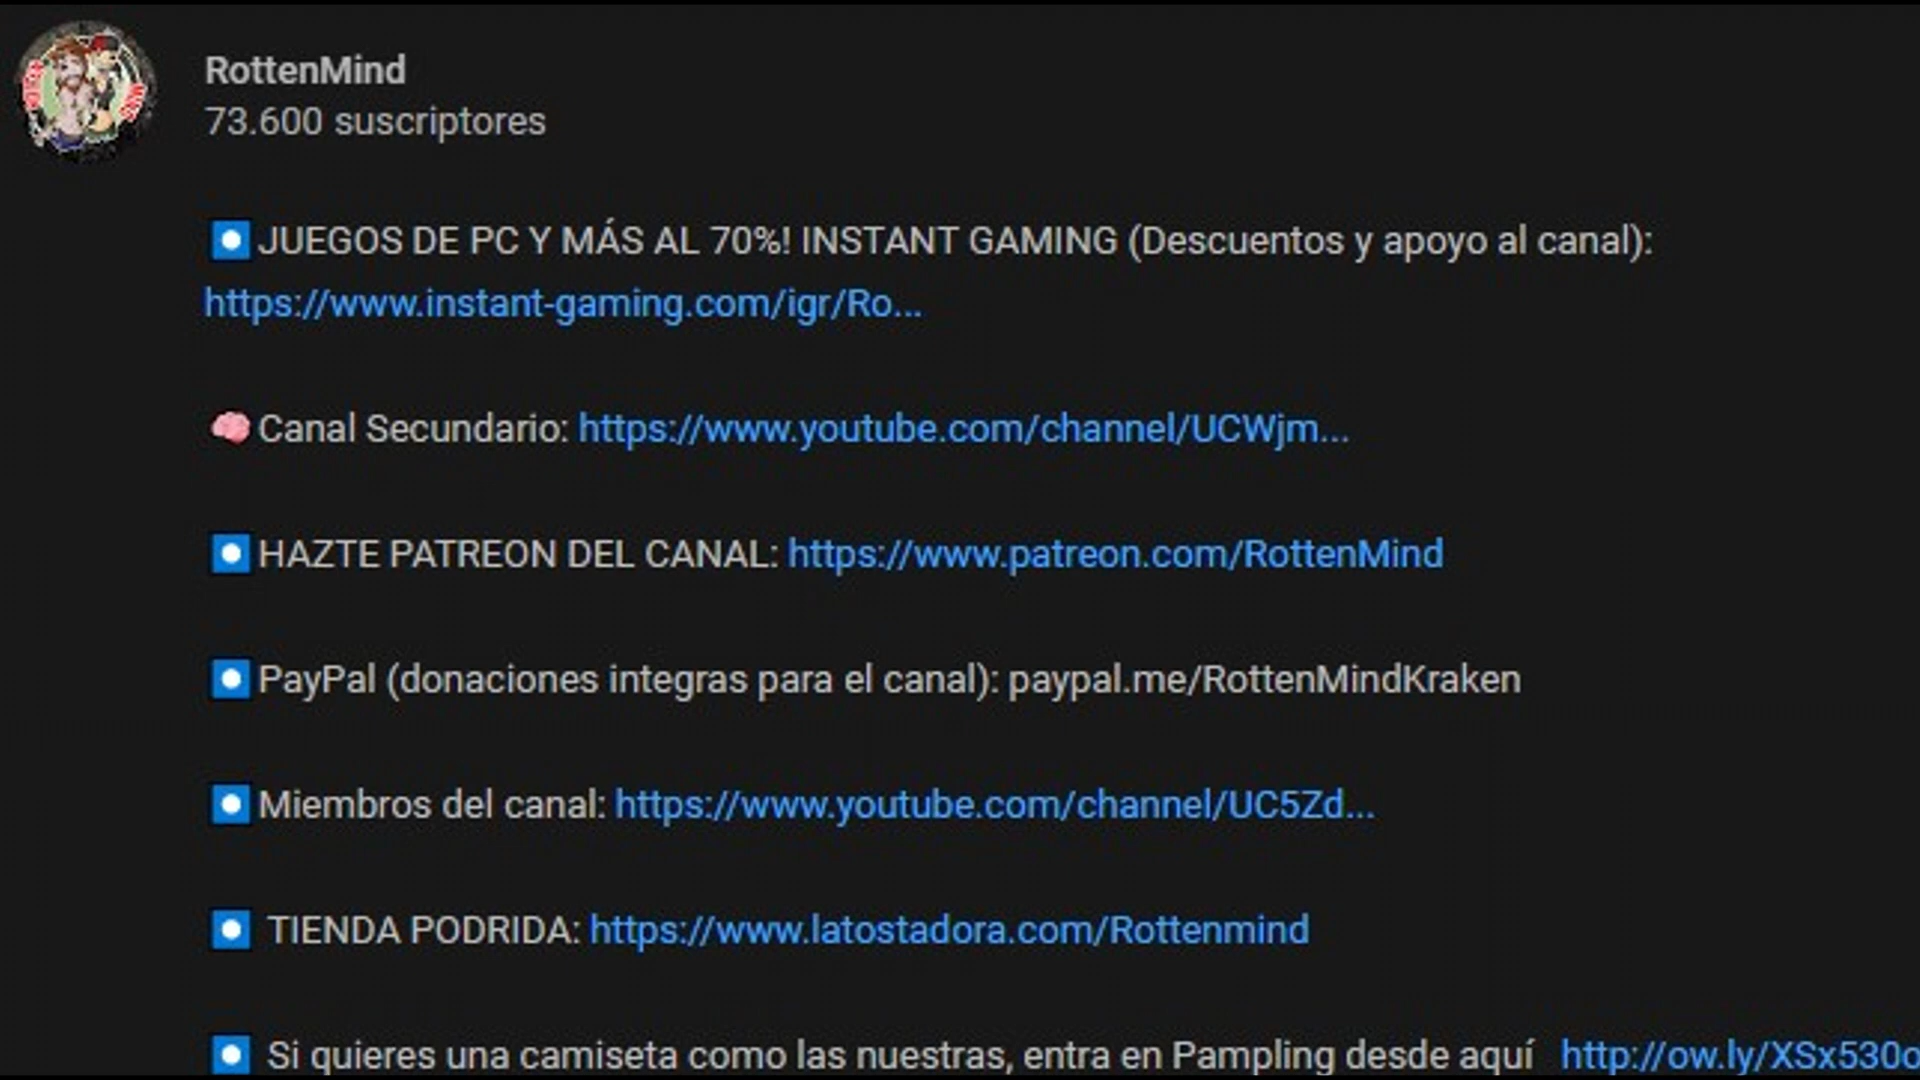 RottenMind
73.600 suscriptores
JUEGOS DE PC Y MÁS AL 70%! INSTANT GAMING (Descuentos y apoyo al canal):
https://www.instant-gaming.com/igr/Ro...
Canal Secundario: https://www.youtube.com/channel/UCWjm...
HAZTE PATREON DEL CANAL: https://www.patreon.com/RottenMind
PayPal (donaciones integras para el canal): paypal.me/RottenMindKraken
Miembros del canal: https://www.youtube.com/channel/UC5Zd...
TIENDA PODRIDA: https://www.latostadora.com/Rottenmind
Si quieres una camiseta como las nuestras, entra en Pampling desde aquí http://ow.ly/XSx530o